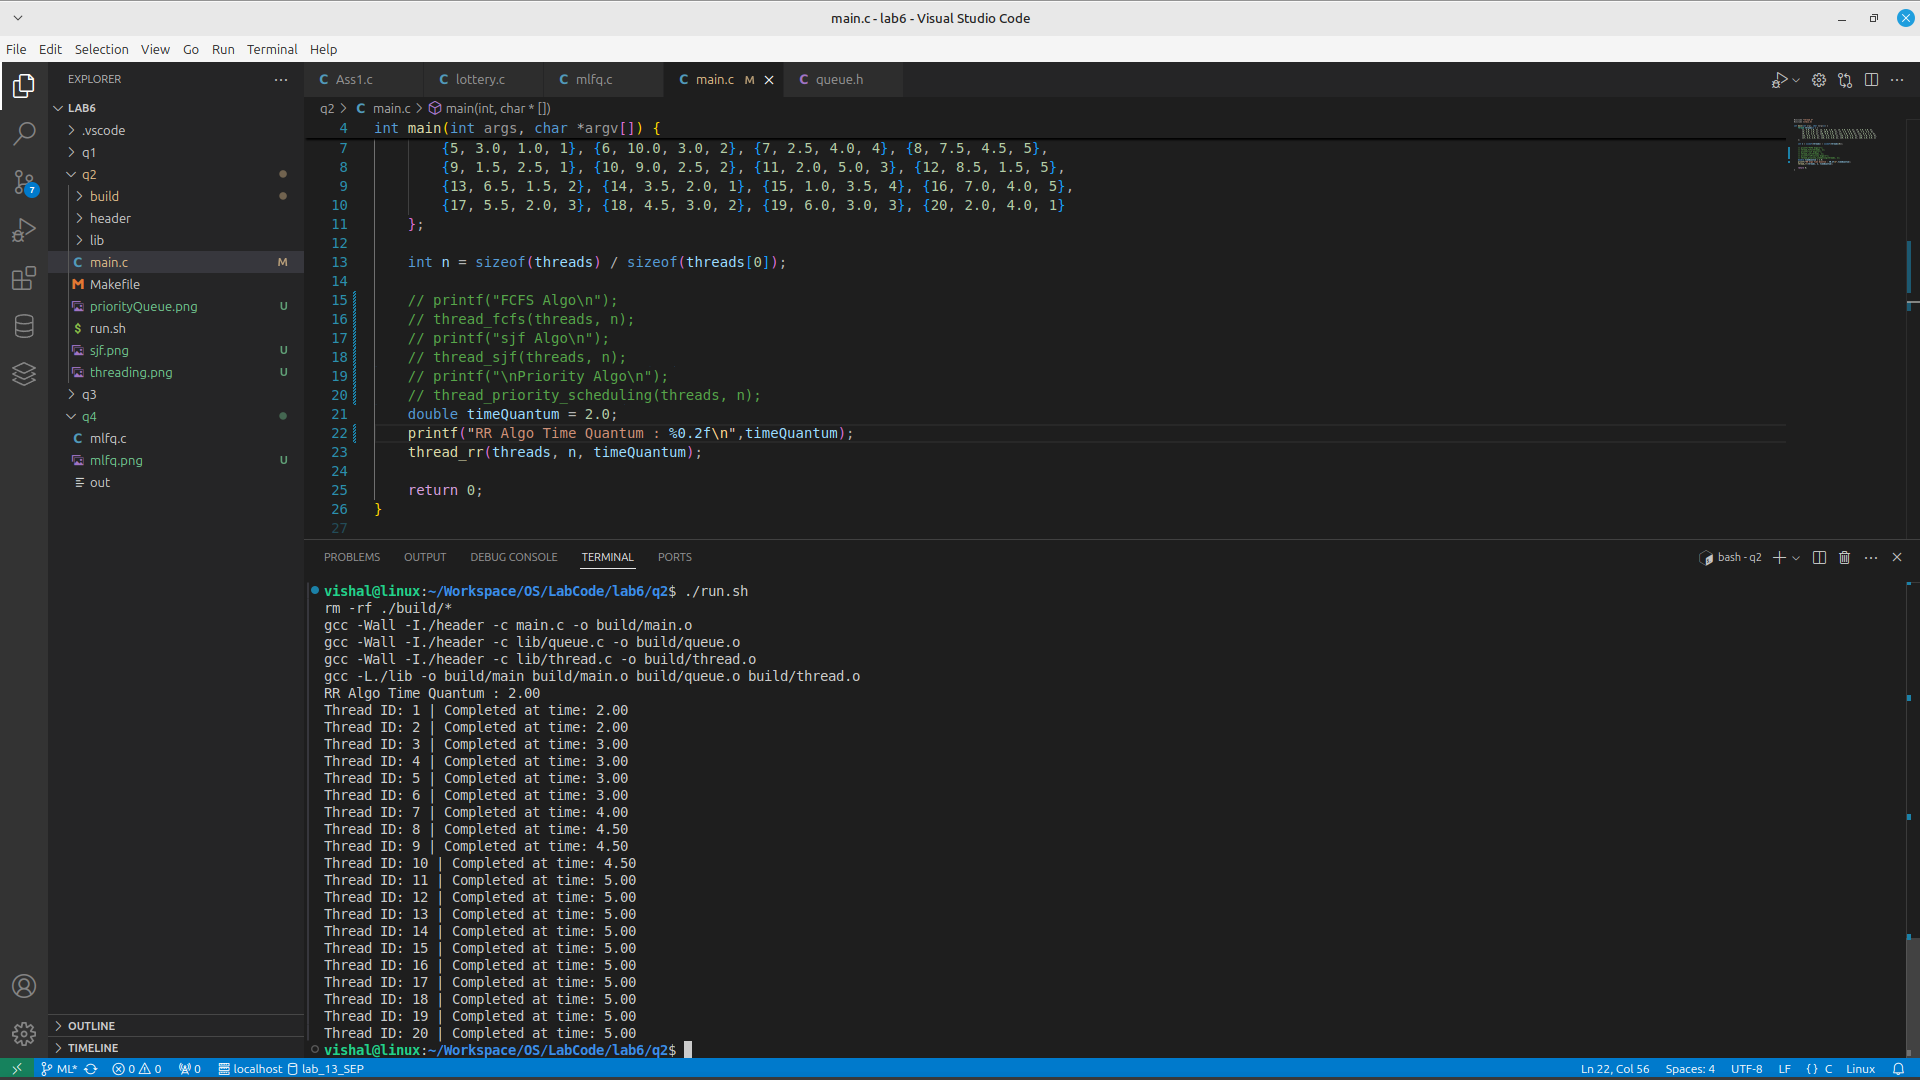 main.c - lab6 - Visual Studio Code
File Edit Selection View Go Run Terminal Help
EXPLORER
LAB6
.vscode
q1
q2
build
header
lib
main.c M
Makefile
priorityQueue.png U
run.sh
sjf.png U
threading.png U
q3
q4
mlfq.c
mlfq.png U
out
OUTLINE
TIMELINE
7
Ass1.c lottery.c mlfq.c main.c M queue.h
q2 > main.c > main(int, char * [])
4 int main(int args, char *argv[]) {
7 {5, 3.0, 1.0, 1}, {6, 10.0, 3.0, 2}, {7, 2.5, 4.0, 4}, {8, 7.5, 4.5, 5},
8 {9, 1.5, 2.5, 1}, {10, 9.0, 2.5, 2}, {11, 2.0, 5.0, 3}, {12, 8.5, 1.5, 5},
9 {13, 6.5, 1.5, 2}, {14, 3.5, 2.0, 1}, {15, 1.0, 3.5, 4}, {16, 7.0, 4.0, 5},
10 {17, 5.5, 2.0, 3}, {18, 4.5, 3.0, 2}, {19, 6.0, 3.0, 3}, {20, 2.0, 4.0, 1}
11 };
12
13 int n = sizeof(threads) / sizeof(threads[0]);
14
15 // printf("FCFS Algo\n");
16 // thread_fcfs(threads, n);
17 // printf("sjf Algo\n");
18 // thread_sjf(threads, n);
19 // printf("\nPriority Algo\n");
20 // thread_priority_scheduling(threads, n);
21 double timeQuantum = 2.0;
22 printf("RR Algo Time Quantum : %0.2f\n",timeQuantum);
23 thread_rr(threads, n, timeQuantum);
24
25 return 0;
26 }
27
PROBLEMS OUTPUT DEBUG CONSOLE TERMINAL PORTS
bash - q2
vishal@linux:~/Workspace/OS/LabCode/lab6/q2$ ./run.sh
rm -rf ./build/*
gcc -Wall -I./header -c main.c -o build/main.o
gcc -Wall -I./header -c lib/queue.c -o build/queue.o
gcc -Wall -I./header -c lib/thread.c -o build/thread.o
gcc -L./lib -o build/main build/main.o build/queue.o build/thread.o
RR Algo Time Quantum : 2.00
Thread ID: 1 | Completed at time: 2.00
Thread ID: 2 | Completed at time: 2.00
Thread ID: 3 | Completed at time: 3.00
Thread ID: 4 | Completed at time: 3.00
Thread ID: 5 | Completed at time: 3.00
Thread ID: 6 | Completed at time: 3.00
Thread ID: 7 | Completed at time: 4.00
Thread ID: 8 | Completed at time: 4.50
Thread ID: 9 | Completed at time: 4.50
Thread ID: 10 | Completed at time: 4.50
Thread ID: 11 | Completed at time: 5.00
Thread ID: 12 | Completed at time: 5.00
Thread ID: 13 | Completed at time: 5.00
Thread ID: 14 | Completed at time: 5.00
Thread ID: 15 | Completed at time: 5.00
Thread ID: 16 | Completed at time: 5.00
Thread ID: 17 | Completed at time: 5.00
Thread ID: 18 | Completed at time: 5.00
Thread ID: 19 | Completed at time: 5.00
Thread ID: 20 | Completed at time: 5.00
vishal@linux:~/Workspace/OS/LabCode/lab6/q2$
ML* 0 0 0 localhost lab_13_SEP Ln 22, Col 56 Spaces: 4 UTF-8 LF {} C Linux